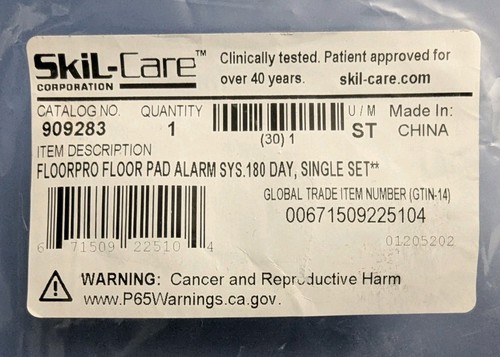 SkiL-Care™
CORPORATION
Clinically tested. Patient approved for
over 40 years. skil-care.com
CATALOG NO. QUANTITY U / M Made In:
909283 1 (30) 1 ST CHINA
ITEM DESCRIPTION
FLOORPRO FLOOR PAD ALARM SYS.180 DAY, SINGLE SET**
GLOBAL TRADE ITEM NUMBER (GTIN-14)
00671509225104
6 71509 22510 4 01205202
WARNING: Cancer and Reproductive Harm
www.P65Warnings.ca.gov.